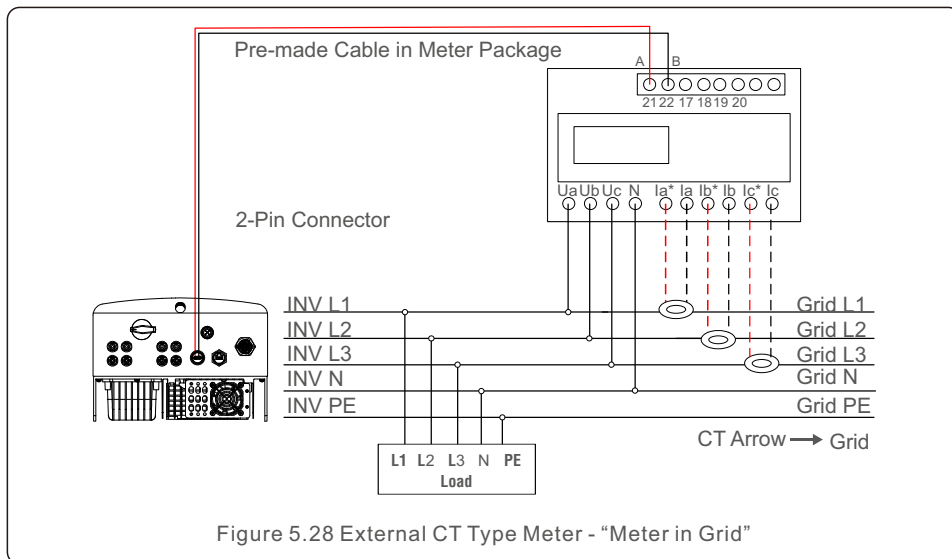 Pre-made Cable in Meter Package
A B
21 22 17 18 19 20
Ua Ub Uc N Ia* Ia Ib* Ib Ic* Ic
2-Pin Connector
INV L1 Grid L1
INV L2 Grid L2
INV L3 Grid L3
INV N Grid N
INV PE Grid PE
CT Arrow → Grid
L1 L2 L3 N PE
Load
Figure 5.28 External CT Type Meter - “Meter in Grid”